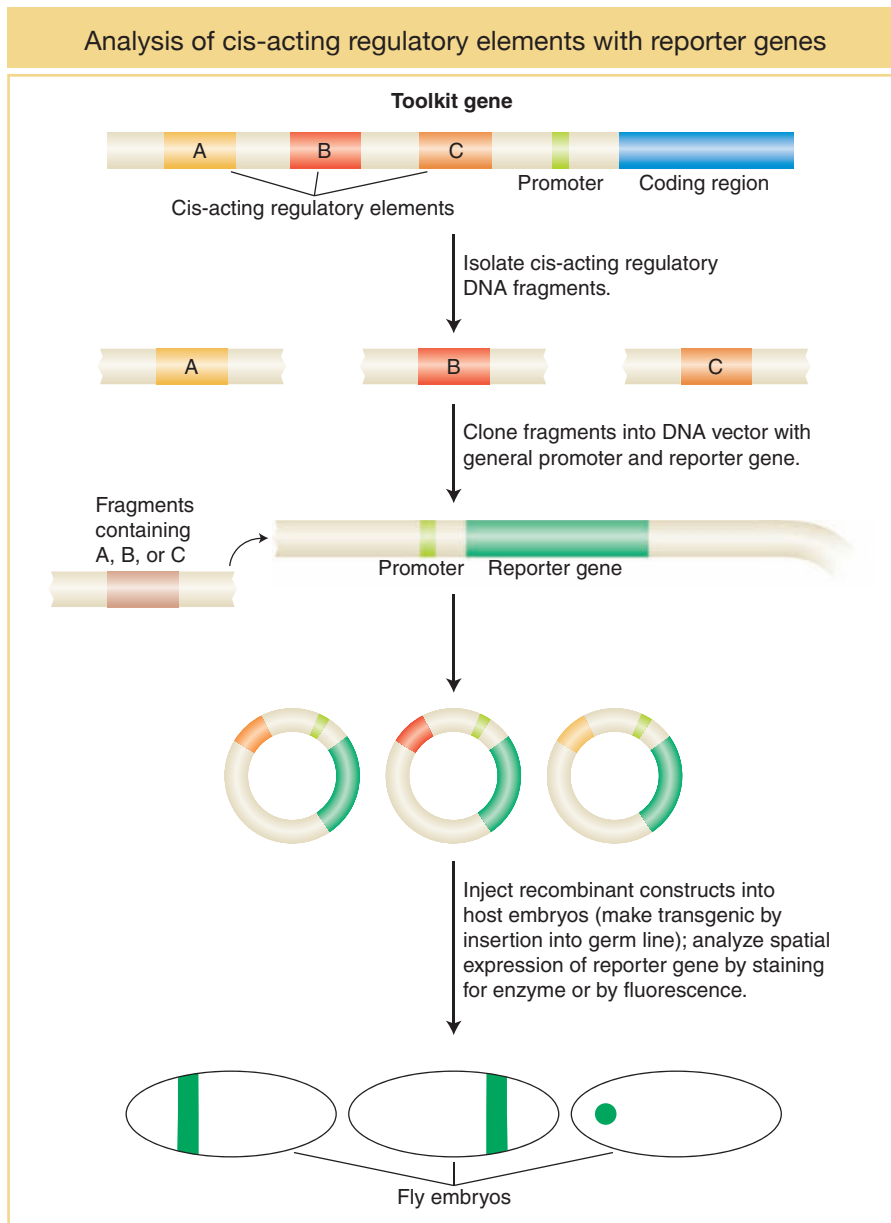 Analysis of cis-acting regulatory elements with reporter genes
Toolkit gene
A
B
C
Promoter
Coding region
Cis-acting regulatory elements
Isolate cis-acting regulatory
DNA fragments.
A
B
C
Clone fragments into DNA vector with
general promoter and reporter gene.
Fragments
containing
A, B, or C
Promoter
Reporter gene
Inject recombinant constructs into
host embryos (make transgenic by
insertion into germ line); analyze spatial
expression of reporter gene by staining
for enzyme or by fluorescence.
Fly embryos